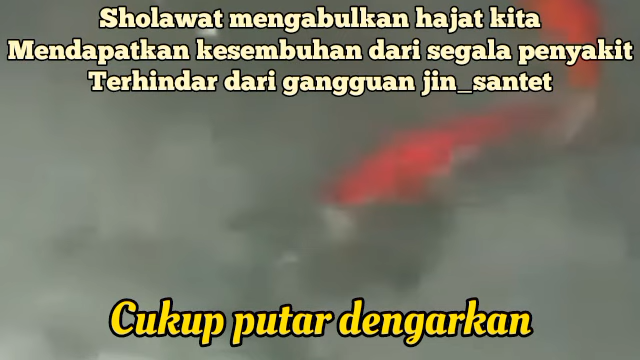 Sholawat mengabulkan hajat kita
Mendapatkan kesembuhan dari segala penyakit
Terhindar dari gangguan jin_santet
Cukup putar dengarkan